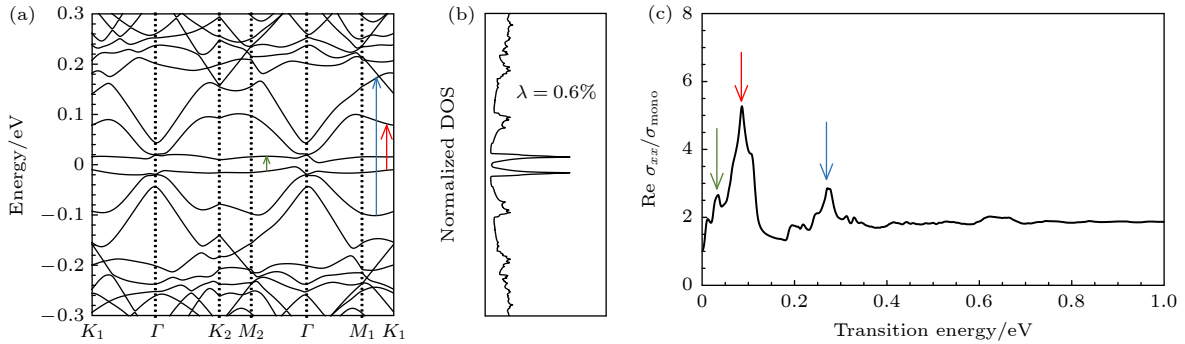 (a)
Energy/eV
0.3
0.2
0.1
0
−0.1
−0.2
−0.3
K1 Γ K2 M2 Γ M1 K1
(b)
Normalized DOS
λ = 0.6%
(c)
Re σxx/σmono
8
6
4
2
0
0 0.2 0.4 0.6 0.8 1.0
Transition energy/eV